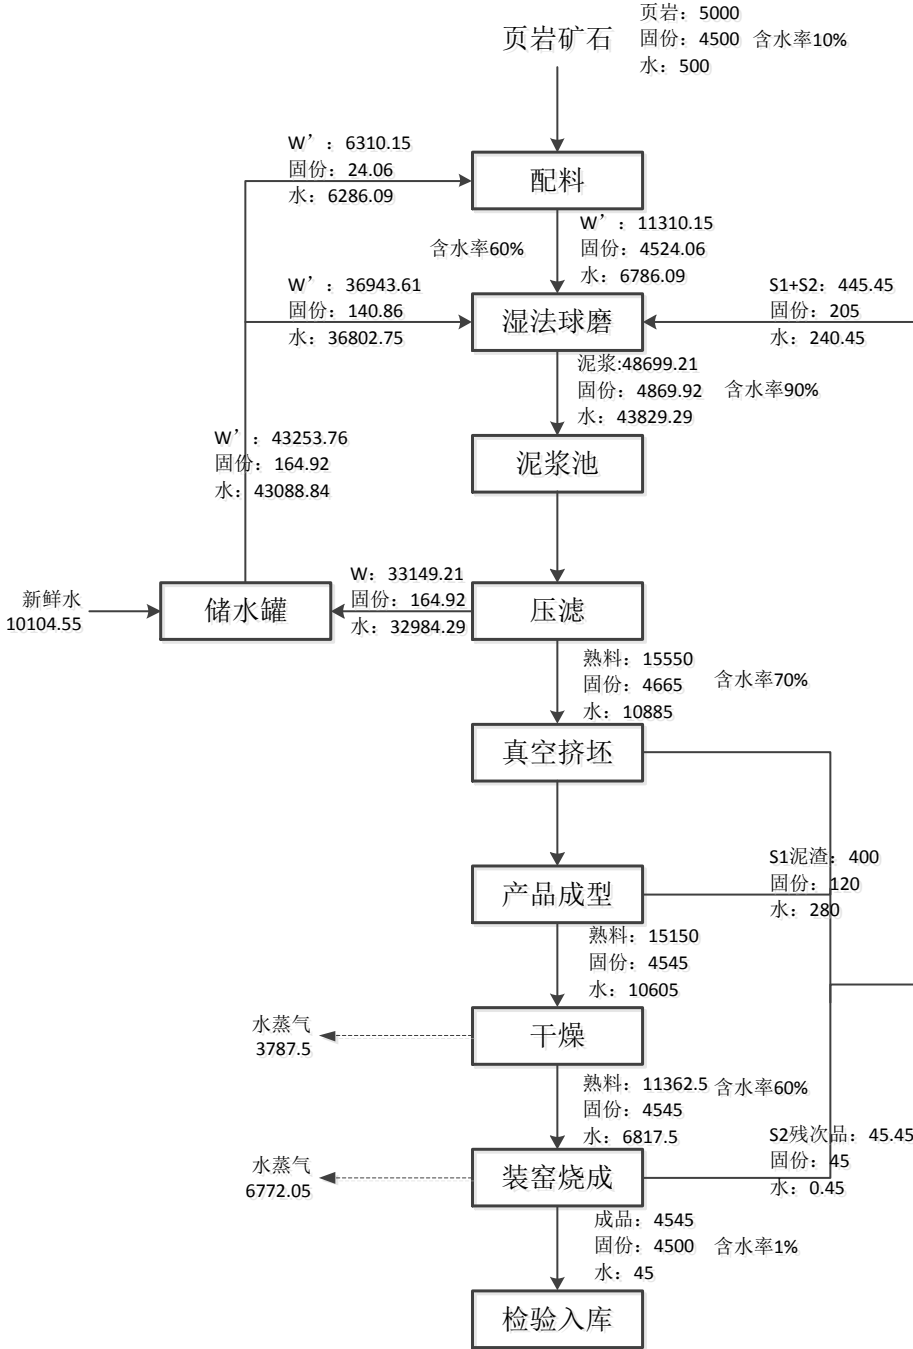 页岩：5000
页岩矿石
固份：4500 含水率10%
水：500
W’：6310.15
固份：24.06
水：6286.09
配料
W’：11310.15
含水率60%
固份：4524.06
水：6786.09
W’：36943.61
固份：140.86
水：36802.75
S1+S2：445.45
固份：205
水：240.45
湿法球磨
泥浆:48699.21
固份：4869.92 含水率90%
水：43829.29
W’：43253.76
固份：164.92
水：43088.84
泥浆池
新鲜水
10104.55
储水罐
W：33149.21
固份：164.92
水：32984.29
压滤
熟料：15550
固份：4665 含水率70%
水：10885
真空挤坯
S1泥渣：400
固份：120
水：280
产品成型
熟料：15150
固份：4545
水：10605
水蒸气
3787.5
干燥
熟料：11362.5 含水率60%
固份：4545
水：6817.5
S2残次品：45.45
固份：45
水：0.45
水蒸气
6772.05
装窑烧成
成品：4545
固份：4500 含水率1%
水：45
检验入库